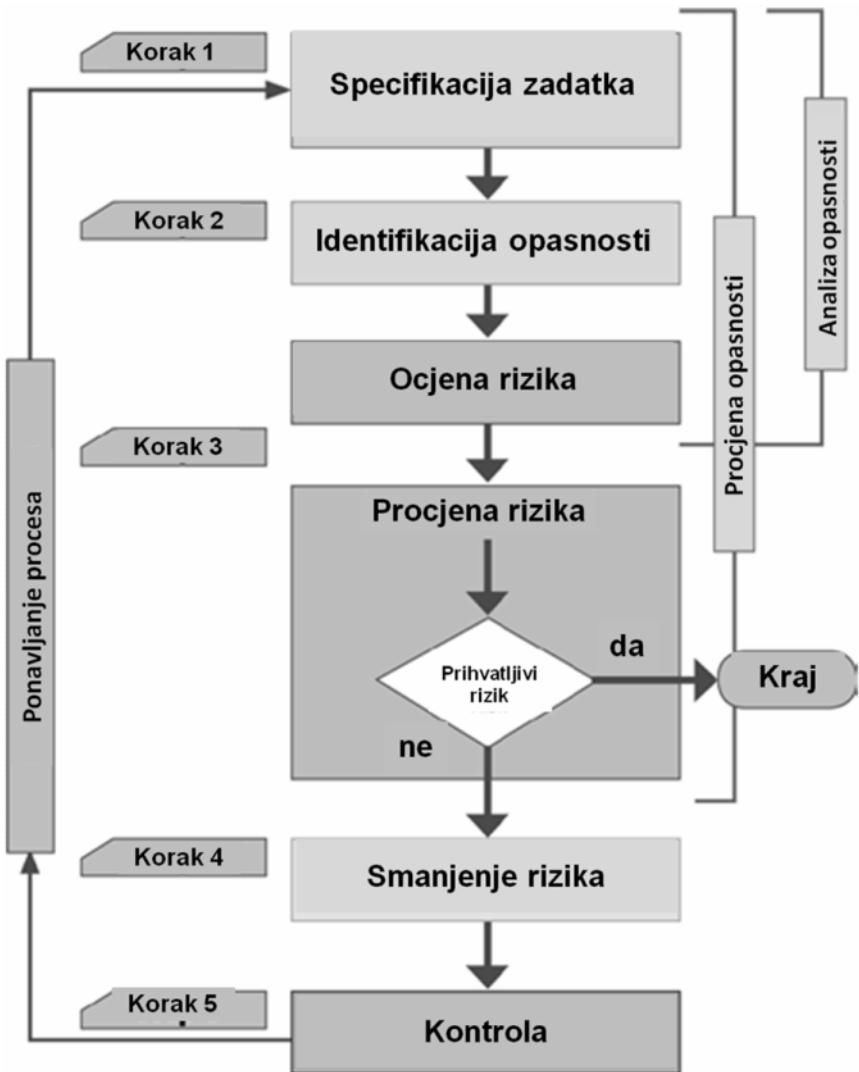 Korak 1
Specifikacija zadatka
Korak 2
Identifikacija opasnosti
Ocjena rizika
Korak 3
Procjena rizika
Prihvatljivi
rizik
da
Kraj
ne
Korak 4
Smanjenje rizika
Korak 5
Kontrola
Ponavljanje procesa
Procjena opasnosti
Analiza opasnosti